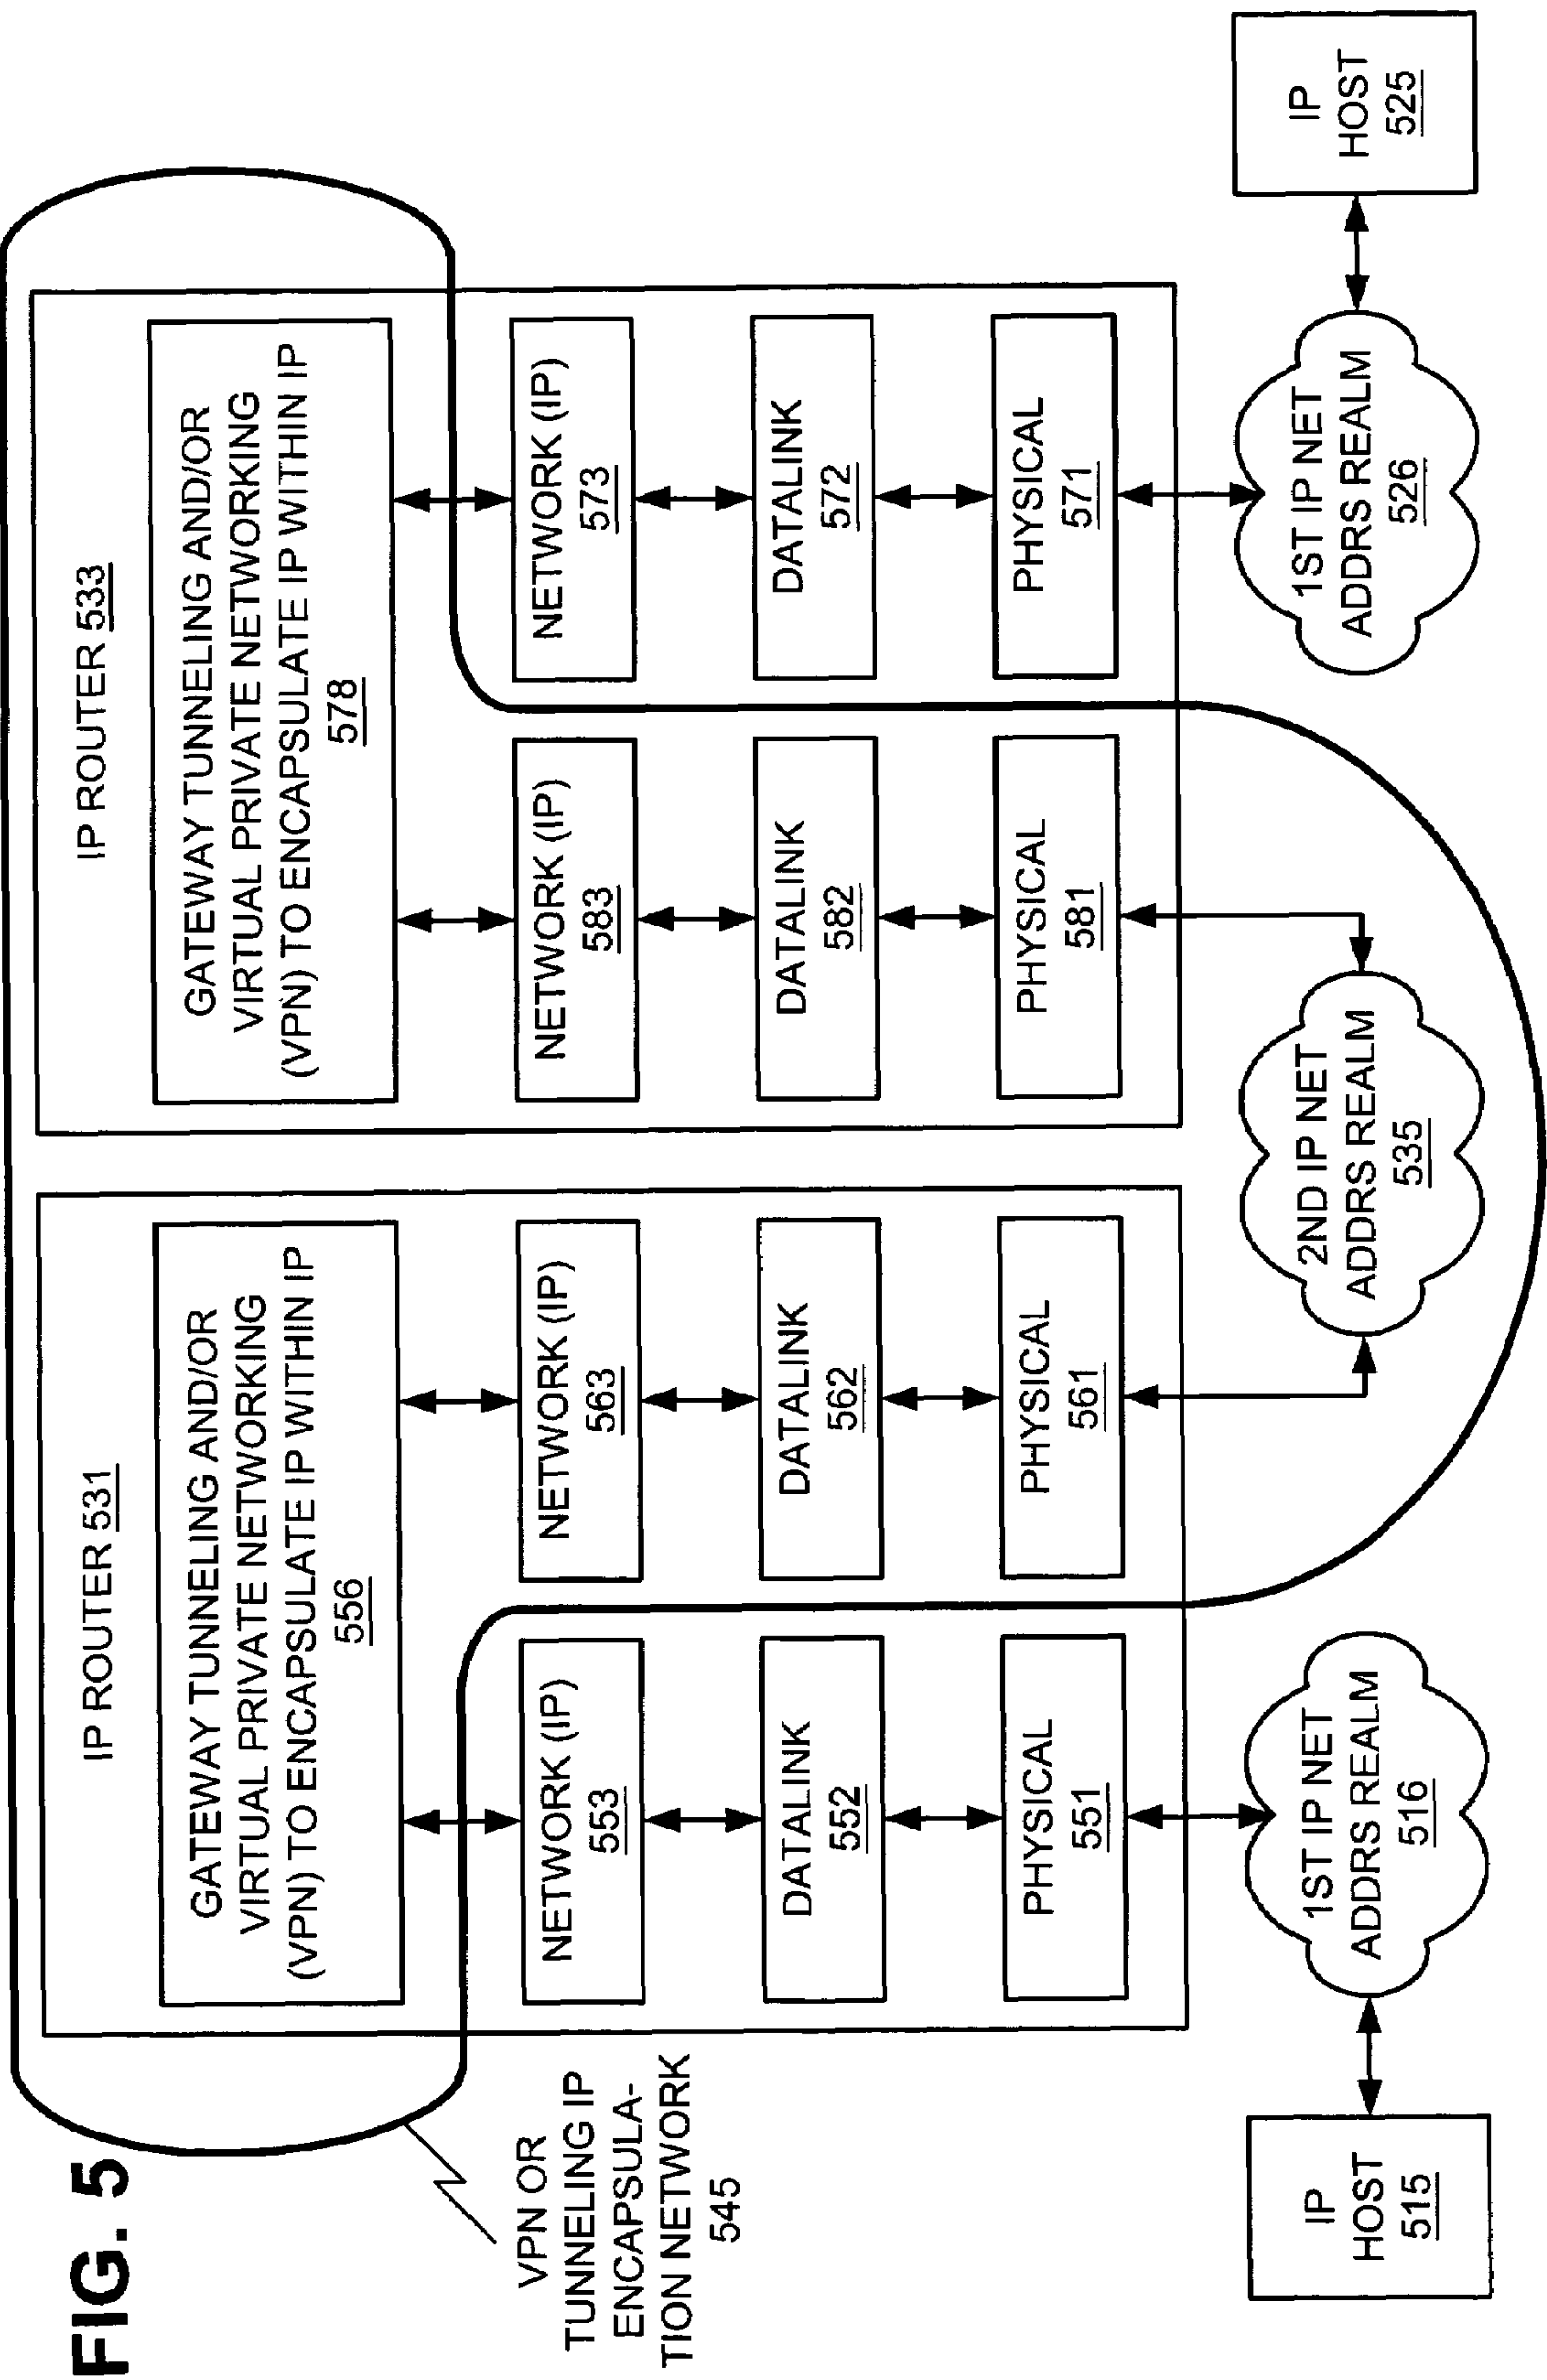 FIG. 5
VPN OR
TUNNELING IP
ENCAPSULA-
TION NETWORK
545
IP ROUTER 531
GATEWAY TUNNELING AND/OR
VIRTUAL PRIVATE NETWORKING
(VPN) TO ENCAPSULATE IP WITHIN IP
556
NETWORK (IP)
553
NETWORK (IP)
563
DATALINK
552
DATALINK
562
PHYSICAL
551
PHYSICAL
561
IP ROUTER 533
GATEWAY TUNNELING AND/OR
VIRTUAL PRIVATE NETWORKING
(VPN) TO ENCAPSULATE IP WITHIN IP
578
NETWORK (IP)
583
NETWORK (IP)
573
DATALINK
582
DATALINK
572
PHYSICAL
581
PHYSICAL
571
IP
HOST
515
1ST IP NET
ADDRS REALM
516
2ND IP NET
ADDRS REALM
535
1ST IP NET
ADDRS REALM
526
IP
HOST
525